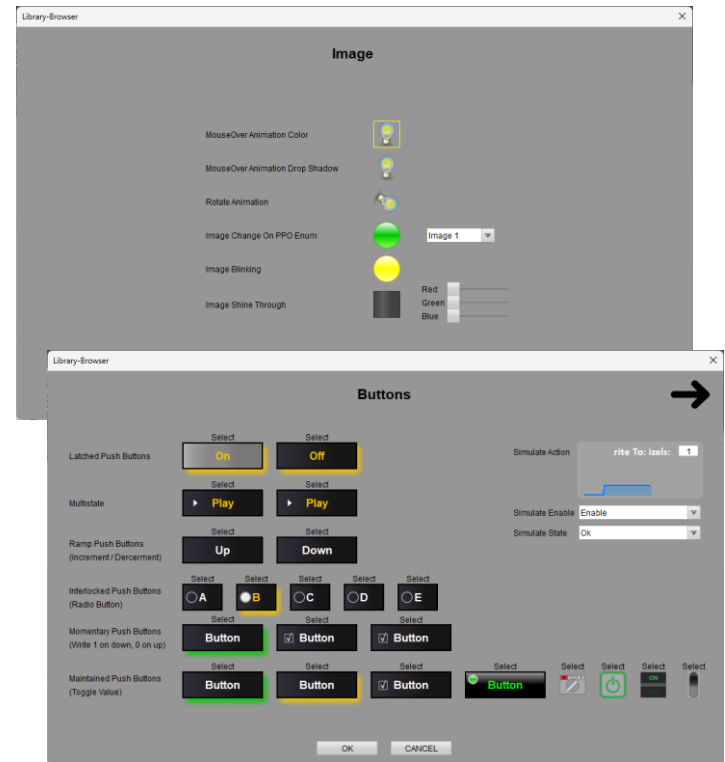 Library-Browser
Image
MouseOver Animation Color
MouseOver Animation Drop Shadow
Rotate Animation
Image Change On PPO Enum
Image 1
Image Blinking
Image Shine Through
Red
Green
Blue
Library-Browser
Buttons
Select Select
Latched Push Buttons On Off
Simulate Action rite To: izels: 1
Select Select
Multistate Play Play
Simulate Enable Enable
Simulate State Ok
Select Select
Ramp Push Buttons
(Increment / Dercerment)
Up Down
Select Select Select Select Select
Interlocked Push Buttons
(Radio Button)
A B C D E
Select Select Select
Momentary Push Buttons
(Write 1 on down, 0 on up)
Button Button Button
Select Select Select Select Select Select Select Select
Maintained Push Buttons
(Toggle Value)
Button Button Button Button ON
OK CANCEL